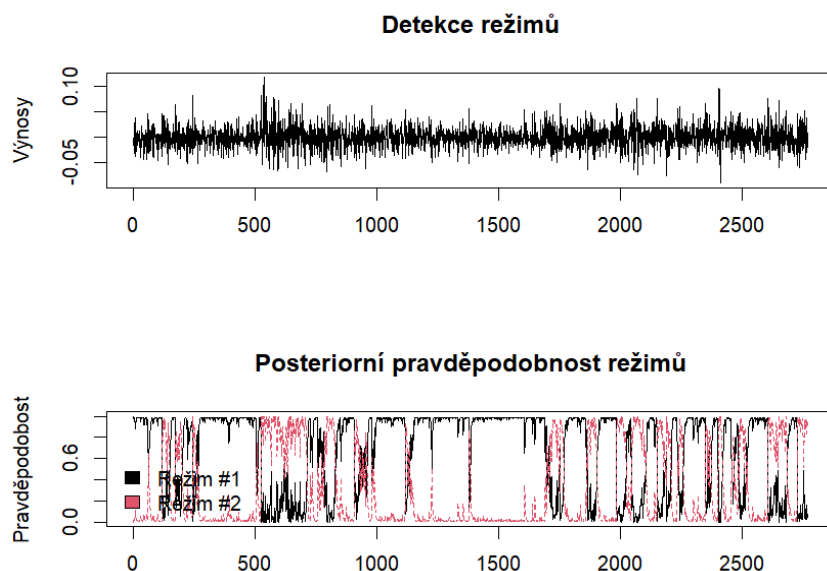 Detekce režimů
Výnosy
0.10
-0.05
0 500 1000 1500 2000 2500
Posteriorní pravděpodobnost režimů
Pravděpodobost
0.6
0.0
Režim #1
Režim #2
0 500 1000 1500 2000 2500